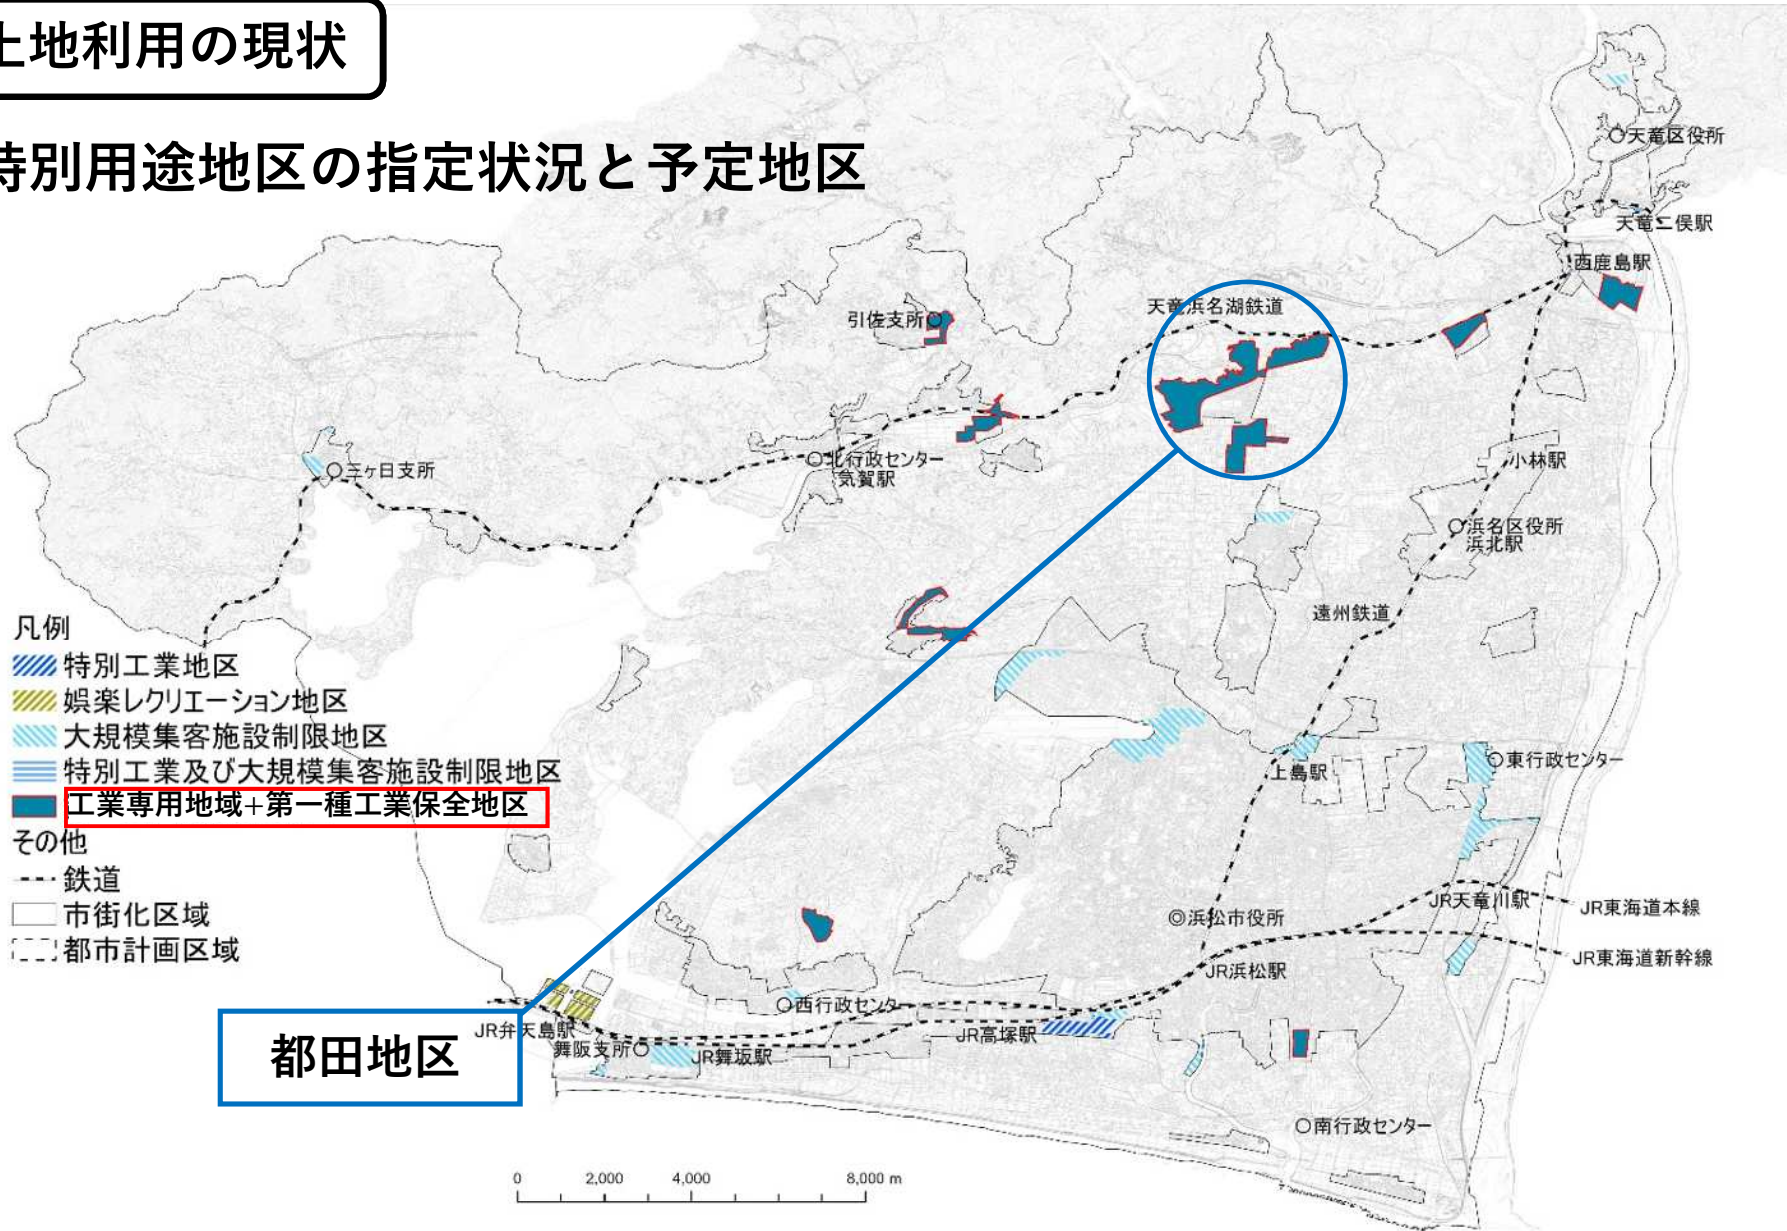 土地利用の現状
特別用途地区の指定状況と予定地区
天竜区役所
天竜二俣駅
西鹿島駅
天竜浜名湖鉄道
引佐支所
三ヶ日支所
北行政センター
気賀駅
小林駅
浜名区役所
浜北駅
遠州鉄道
凡例
特別工業地区
娯楽レクリエーション地区
大規模集客施設制限地区
特別工業及び大規模集客施設制限地区
工業専用地域+第一種工業保全地区
その他
鉄道
市街化区域
都市計画区域
上島駅
東行政センター
JR天竜川駅
JR東海道本線
◎浜松市役所
JR東海道新幹線
JR浜松駅
西行政センター
JR弁天島駅
JR高塚駅
舞阪支所
JR舞坂駅
都田地区
南行政センター
0 2,000 4,000 8,000 m